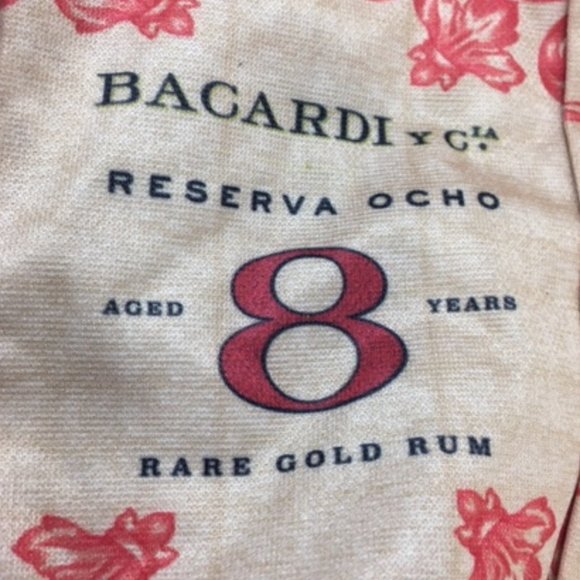 BACARDI Y CIA
RESERVA OCHO
AGED 8 YEARS
RARE GOLD RUM